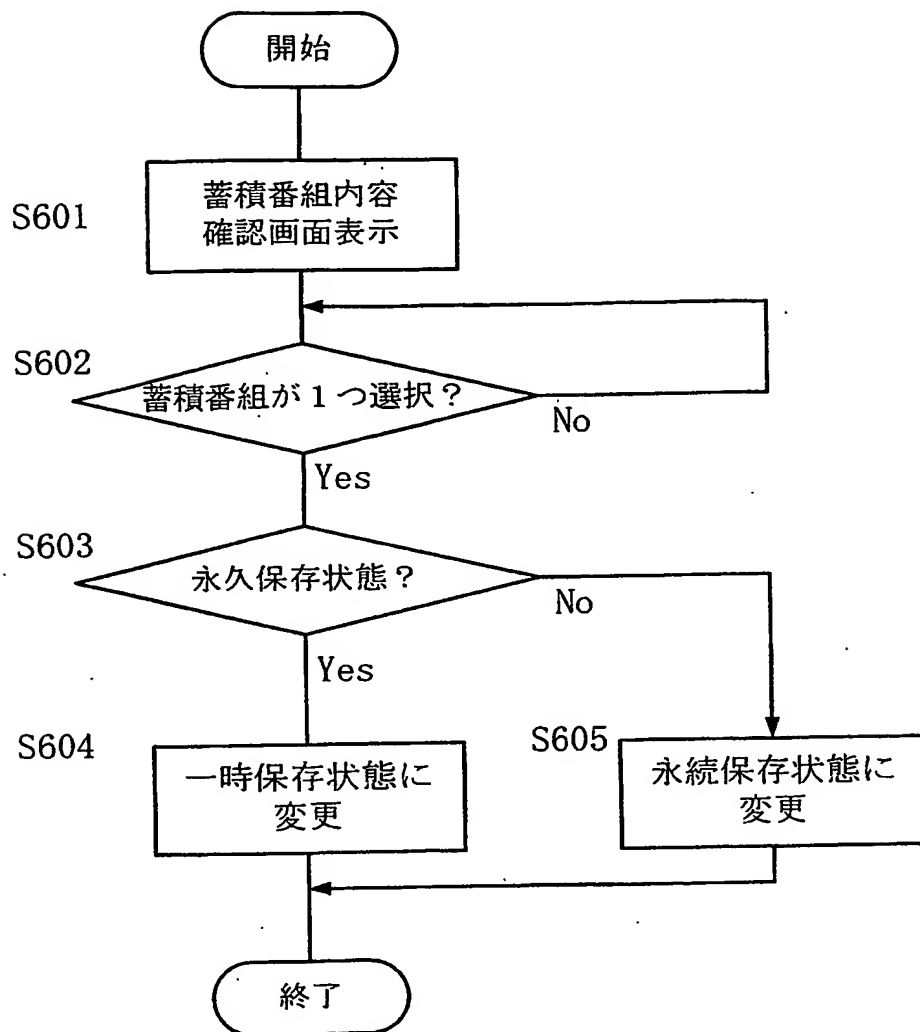 開始
S601
蓄積番組内容
確認画面表示
S602
蓄積番組が1つ選択？
No
Yes
S603
永久保存状態？
No
Yes
S604
一時保存状態に
変更
S605
永続保存状態に
変更
終了